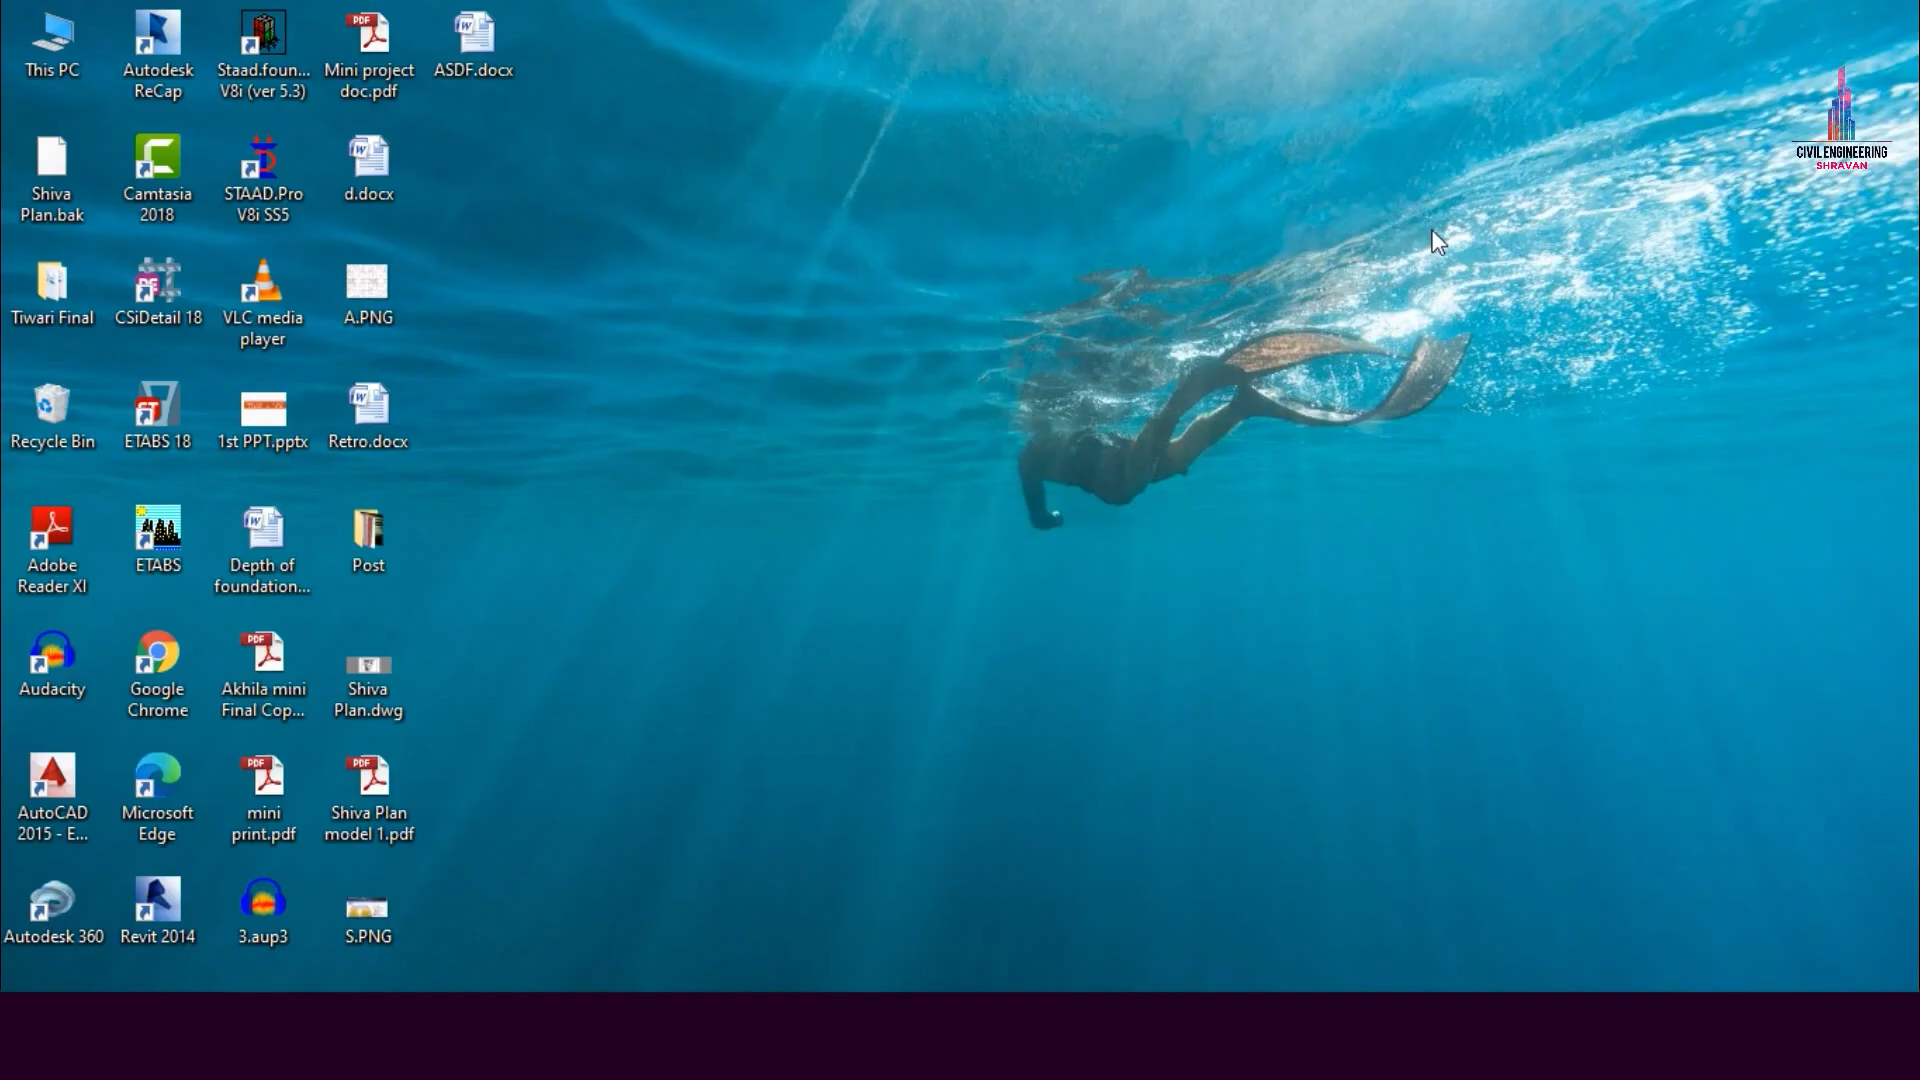 This PC
Autodesk
ReCap
Staad.foun...
V8i (ver 5.3)
PDF
Mini project
doc.pdf
ASDF.docx
CIVIL ENGINEERING
SHRAVAN
Shiva
Plan.bak
Camtasia
2018
STAAD.Pro
V8i SS5
d.docx
Tiwari Final
CSiDetail 18
VLC media
player
A.PNG
Recycle Bin
ETABS 18
1st PPT.pptx
Retro.docx
Adobe
Reader XI
ETABS
Depth of
foundation...
Post
Audacity
Google
Chrome
PDF
Akhila mini
Final Cop...
Shiva
Plan.dwg
AutoCAD
2015 - E...
Microsoft
Edge
PDF
mini
print.pdf
PDF
Shiva Plan
model 1.pdf
Autodesk 360
Revit 2014
3.aup3
S.PNG